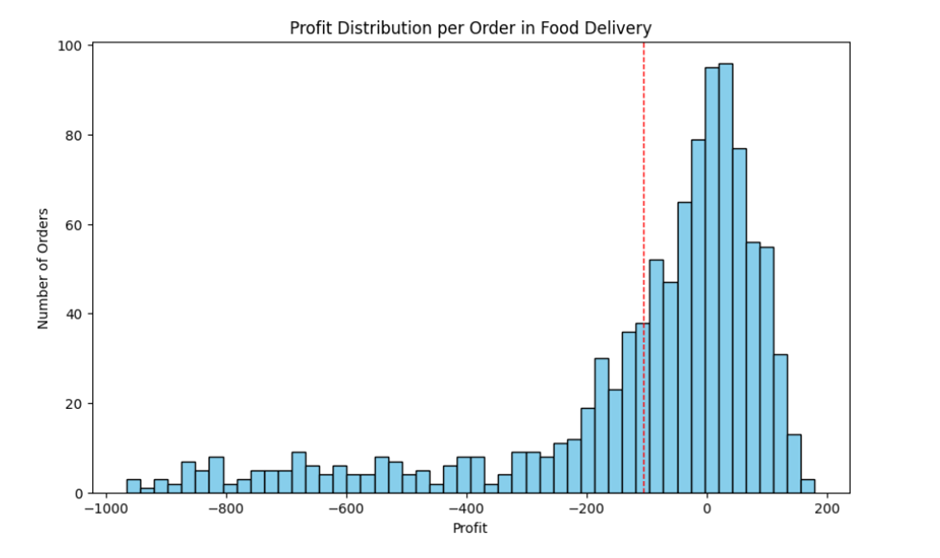 Profit Distribution per Order in Food Delivery
100
80
60
40
20
0
Number of Orders
−1000 −800 −600 −400 −200 0 200
Profit